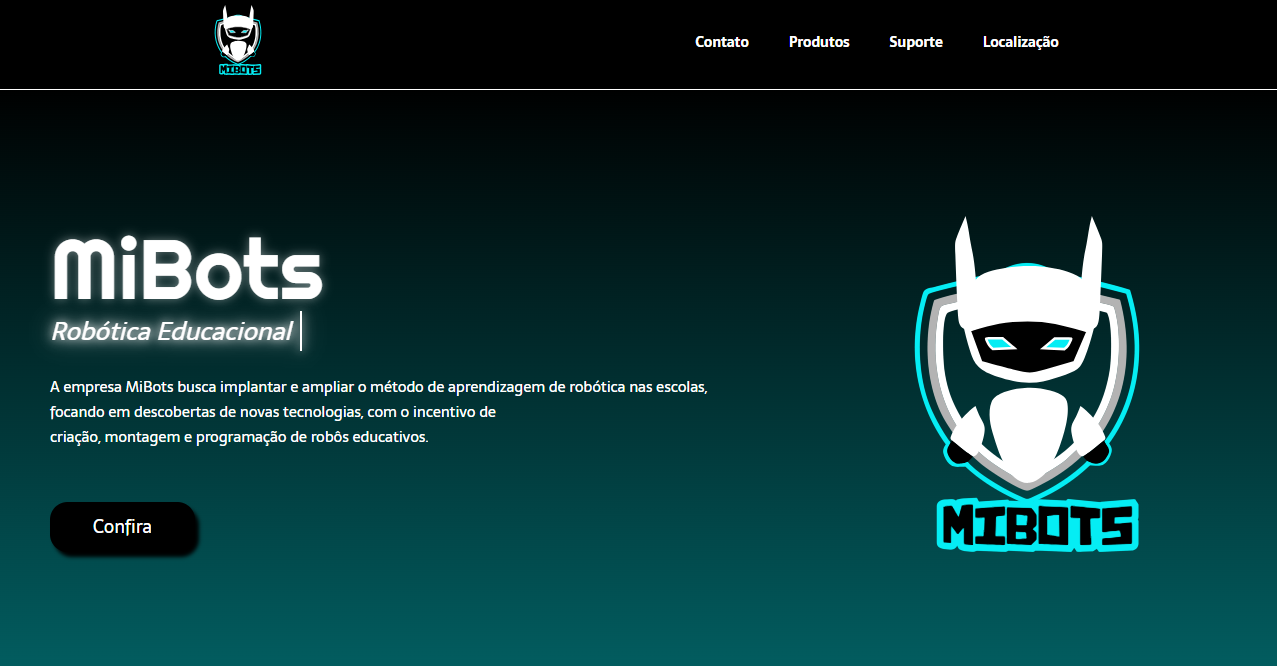 MIBOTS
Contato Produtos Suporte Localização
MiBots
Robótica Educacional
A empresa MiBots busca implantar e ampliar o método de aprendizagem de robótica nas escolas,
focando em descobertas de novas tecnologias, com o incentivo de
criação, montagem e programação de robôs educativos.
Confira
MIBOTS